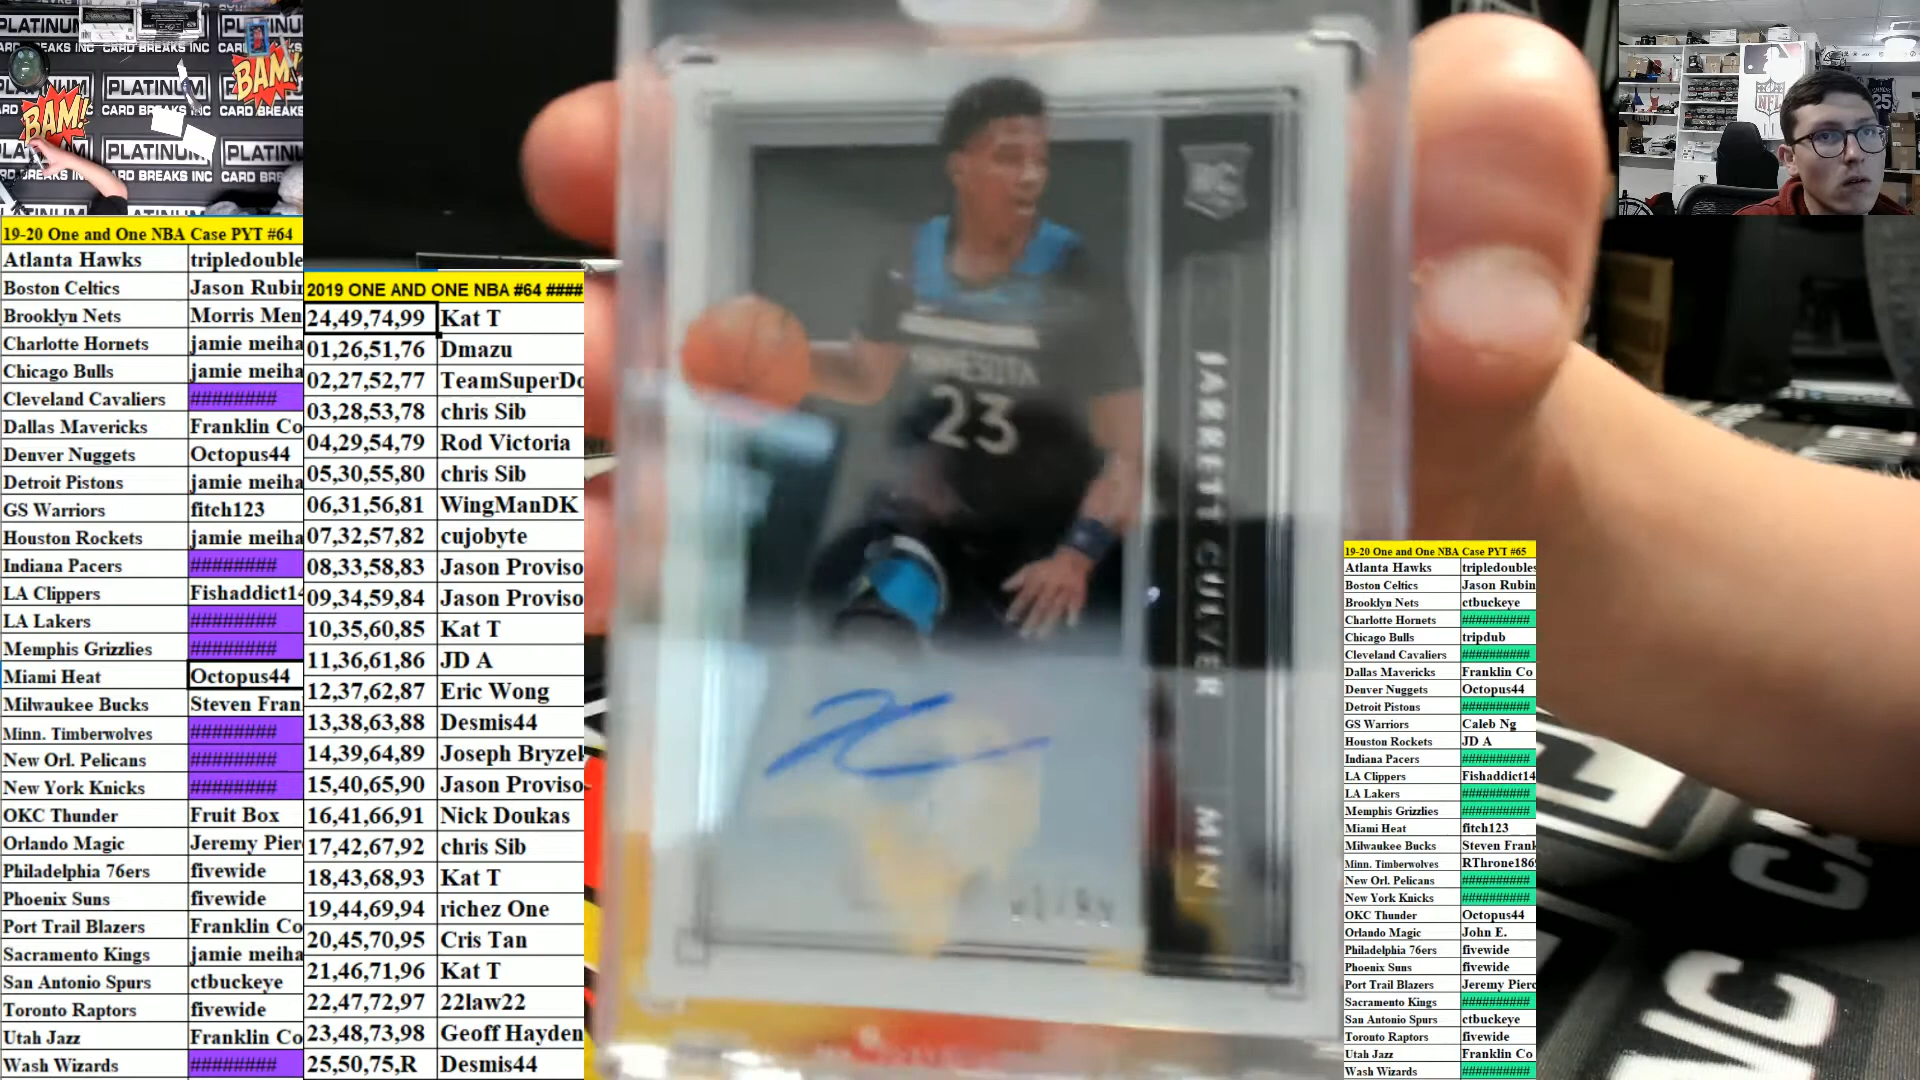 PLATINUM
CARD BREAKS INC
BAM!
BAM!
PLATINUM
CARD BREAKS INC
PLATINUM
CARD BREAKS INC
19-20 One and One NBA Case PYT #64
Atlanta Hawks tripledouble
Boston Celtics Jason Rubin
Brooklyn Nets Morris Men
Charlotte Hornets jamie meiha
Chicago Bulls jamie meiha
Cleveland Cavaliers ########
Dallas Mavericks Franklin Co
Denver Nuggets Octopus44
Detroit Pistons jamie meiha
GS Warriors fitch123
Houston Rockets jamie meiha
Indiana Pacers ########
LA Clippers Fishaddict14
LA Lakers ########
Memphis Grizzlies ########
Miami Heat Octopus44
Milwaukee Bucks Steven Fran
Minn. Timberwolves ########
New Orl. Pelicans ########
New York Knicks ########
OKC Thunder Fruit Box
Orlando Magic Jeremy Pier
Philadelphia 76ers fivewide
Phoenix Suns fivewide
Port Trail Blazers Franklin Co
Sacramento Kings jamie meiha
San Antonio Spurs ctbuckeye
Toronto Raptors fivewide
Utah Jazz Franklin Co
Wash Wizards ########
2019 ONE AND ONE NBA #64 ####
24,49,74,99 Kat T
01,26,51,76 Dmazu
02,27,52,77 TeamSuperDo
03,28,53,78 chris Sib
04,29,54,79 Rod Victoria
05,30,55,80 chris Sib
06,31,56,81 WingManDK
07,32,57,82 cujobyte
08,33,58,83 Jason Proviso
09,34,59,84 Jason Proviso
10,35,60,85 Kat T
11,36,61,86 JD A
12,37,62,87 Eric Wong
13,38,63,88 Desmis44
14,39,64,89 Joseph Bryzek
15,40,65,90 Jason Proviso
16,41,66,91 Nick Doukas
17,42,67,92 chris Sib
18,43,68,93 Kat T
19,44,69,94 richez One
20,45,70,95 Cris Tan
21,46,71,96 Kat T
22,47,72,97 22law22
23,48,73,98 Geoff Hayden
25,50,75,R Desmis44
RC
MINNESOTA
23
JARRETT CULVER
MIN
NFL
25
19-20 One and One NBA Case PYT #65
Atlanta Hawks tripledoubles
Boston Celtics Jason Rubin
Brooklyn Nets ctbuckeye
Charlotte Hornets ##########
Chicago Bulls tripdub
Cleveland Cavaliers ##########
Dallas Mavericks Franklin Co
Denver Nuggets Octopus44
Detroit Pistons ##########
GS Warriors Caleb Ng
Houston Rockets JD A
Indiana Pacers ##########
LA Clippers Fishaddict14
LA Lakers ##########
Memphis Grizzlies ##########
Miami Heat fitch123
Milwaukee Bucks Steven Frank
Minn. Timberwolves RThrone186
New Orl. Pelicans ##########
New York Knicks ##########
OKC Thunder Octopus44
Orlando Magic John E.
Philadelphia 76ers fivewide
Phoenix Suns fivewide
Port Trail Blazers Jeremy Pierc
Sacramento Kings ##########
San Antonio Spurs ctbuckeye
Toronto Raptors fivewide
Utah Jazz Franklin Co
Wash Wizards ##########